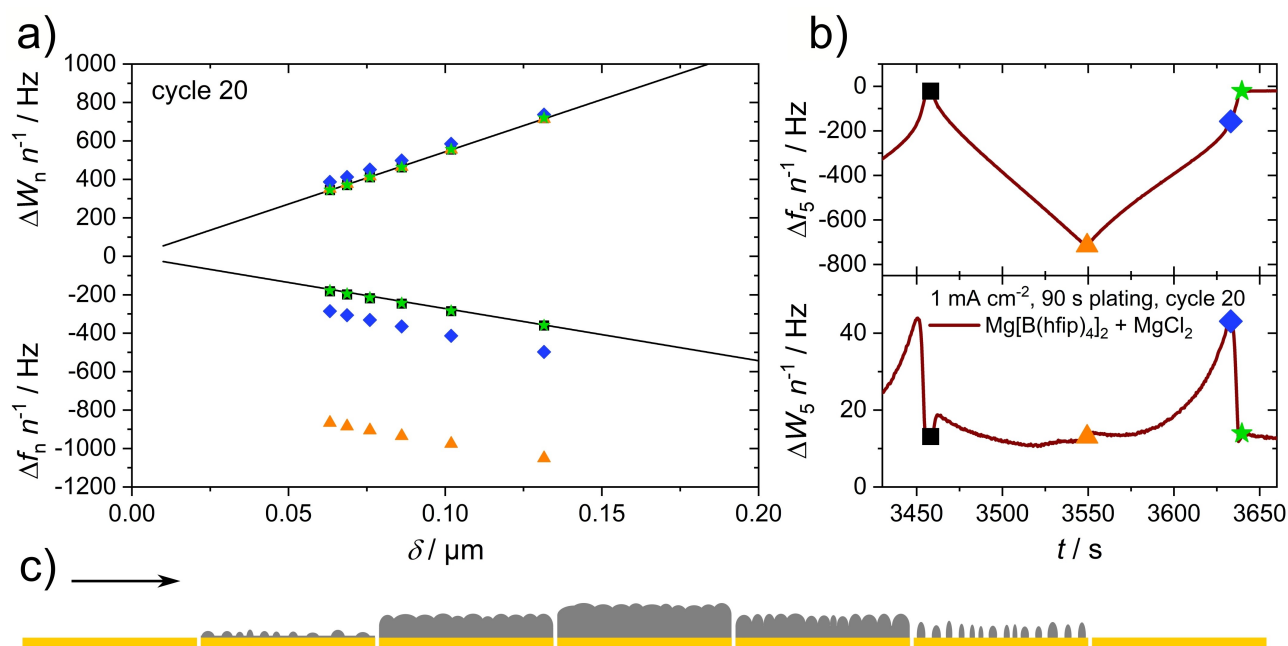 a)
cycle 20
ΔWₙ n⁻¹ / Hz
Δfₙ n⁻¹ / Hz
1000
800
600
400
200
0
-200
-400
-600
-800
-1000
-1200
0.00 0.05 0.10 0.15 0.20
δ / μm
b)
Δf₅ n⁻¹ / Hz
0
-200
-400
-600
-800
ΔW₅ n⁻¹ / Hz
40
20
0
1 mA cm⁻², 90 s plating, cycle 20
Mg[B(hfip)₄]₂ + MgCl₂
3450 3500 3550 3600 3650
t / s
c)